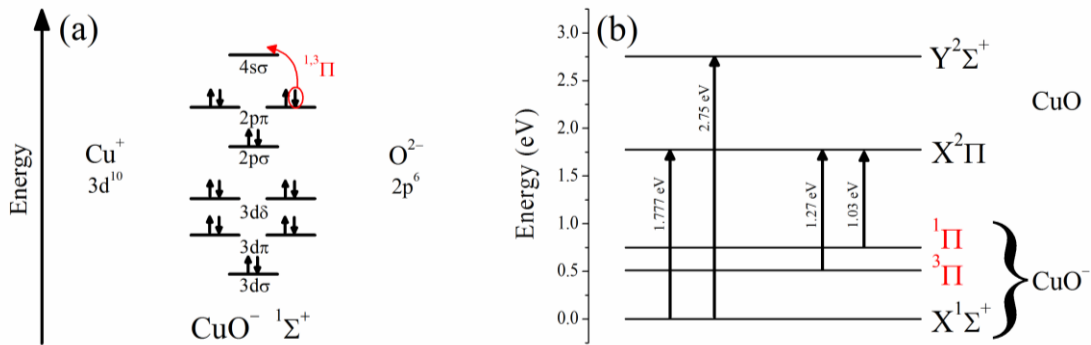 (a)
Energy
4sσ
¹,³Π
2pπ
2pσ
Cu⁺
3d¹⁰
O²⁻
2p⁶
3dδ
3dπ
3dσ
CuO⁻ ¹Σ⁺
(b)
Energy (eV)
3.0
2.5
2.0
1.5
1.0
0.5
0.0
2.75 eV
1.777 eV
1.27 eV
1.03 eV
Y²Σ⁺
CuO
X²Π
¹Π
³Π
CuO⁻
X¹Σ⁺